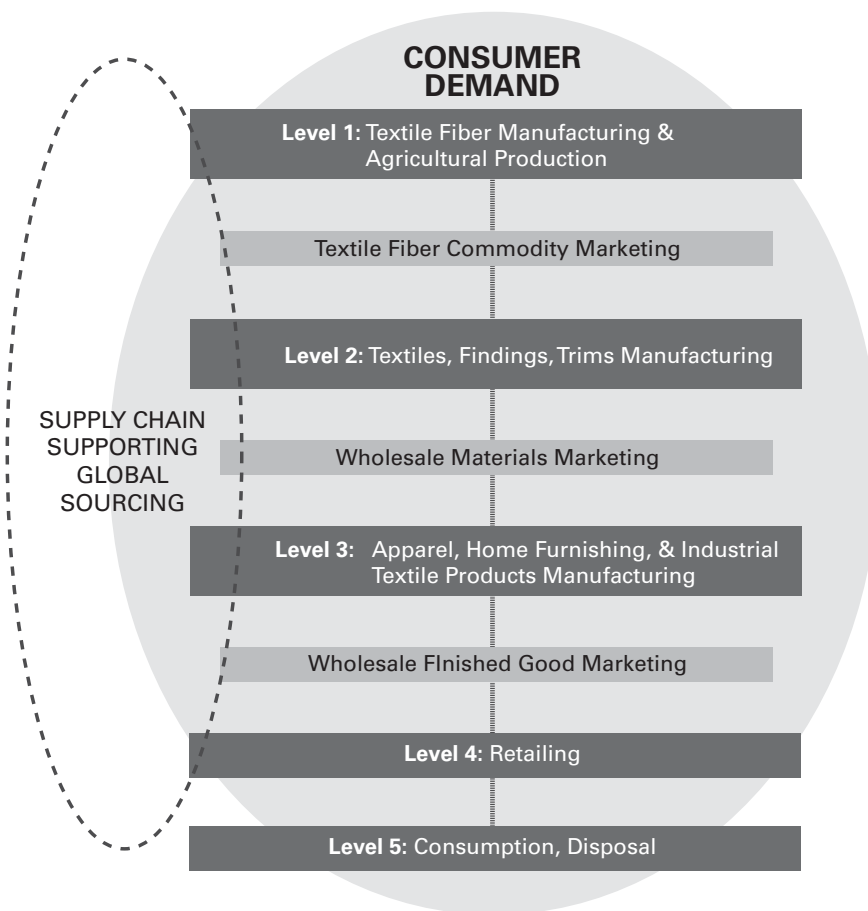 CONSUMER
DEMAND
Level 1: Textile Fiber Manufacturing &
Agricultural Production
Textile Fiber Commodity Marketing
Level 2: Textiles, Findings, Trims Manufacturing
SUPPLY CHAIN
SUPPORTING
GLOBAL
SOURCING
Wholesale Materials Marketing
Level 3: Apparel, Home Furnishing, & Industrial
Textile Products Manufacturing
Wholesale FInished Good Marketing
Level 4: Retailing
Level 5: Consumption, Disposal